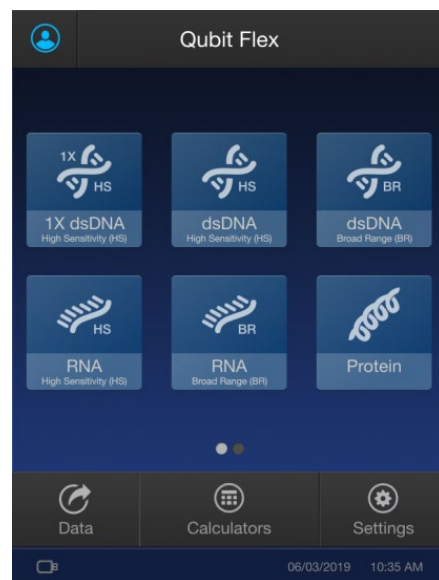 Qubit Flex
1X HS
HS
BR
1X dsDNA
High Sensitivity (HS)
dsDNA
High Sensitivity (HS)
dsDNA
Broad Range (BR)
HS
BR
RNA
High Sensitivity (HS)
RNA
Broad Range (BR)
Protein
Data
Calculators
Settings
06/03/2019 10:35 AM